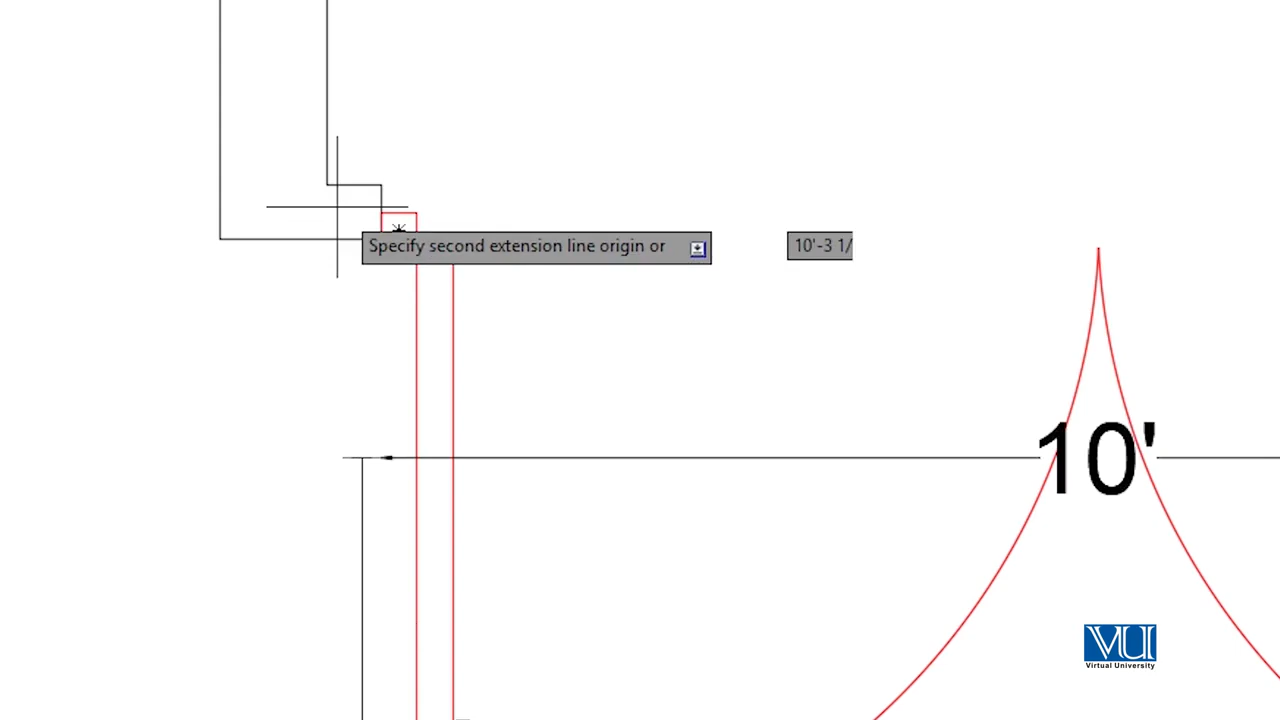 Specify second extension line origin or
10'-3 1/
10'
VU
Virtual University